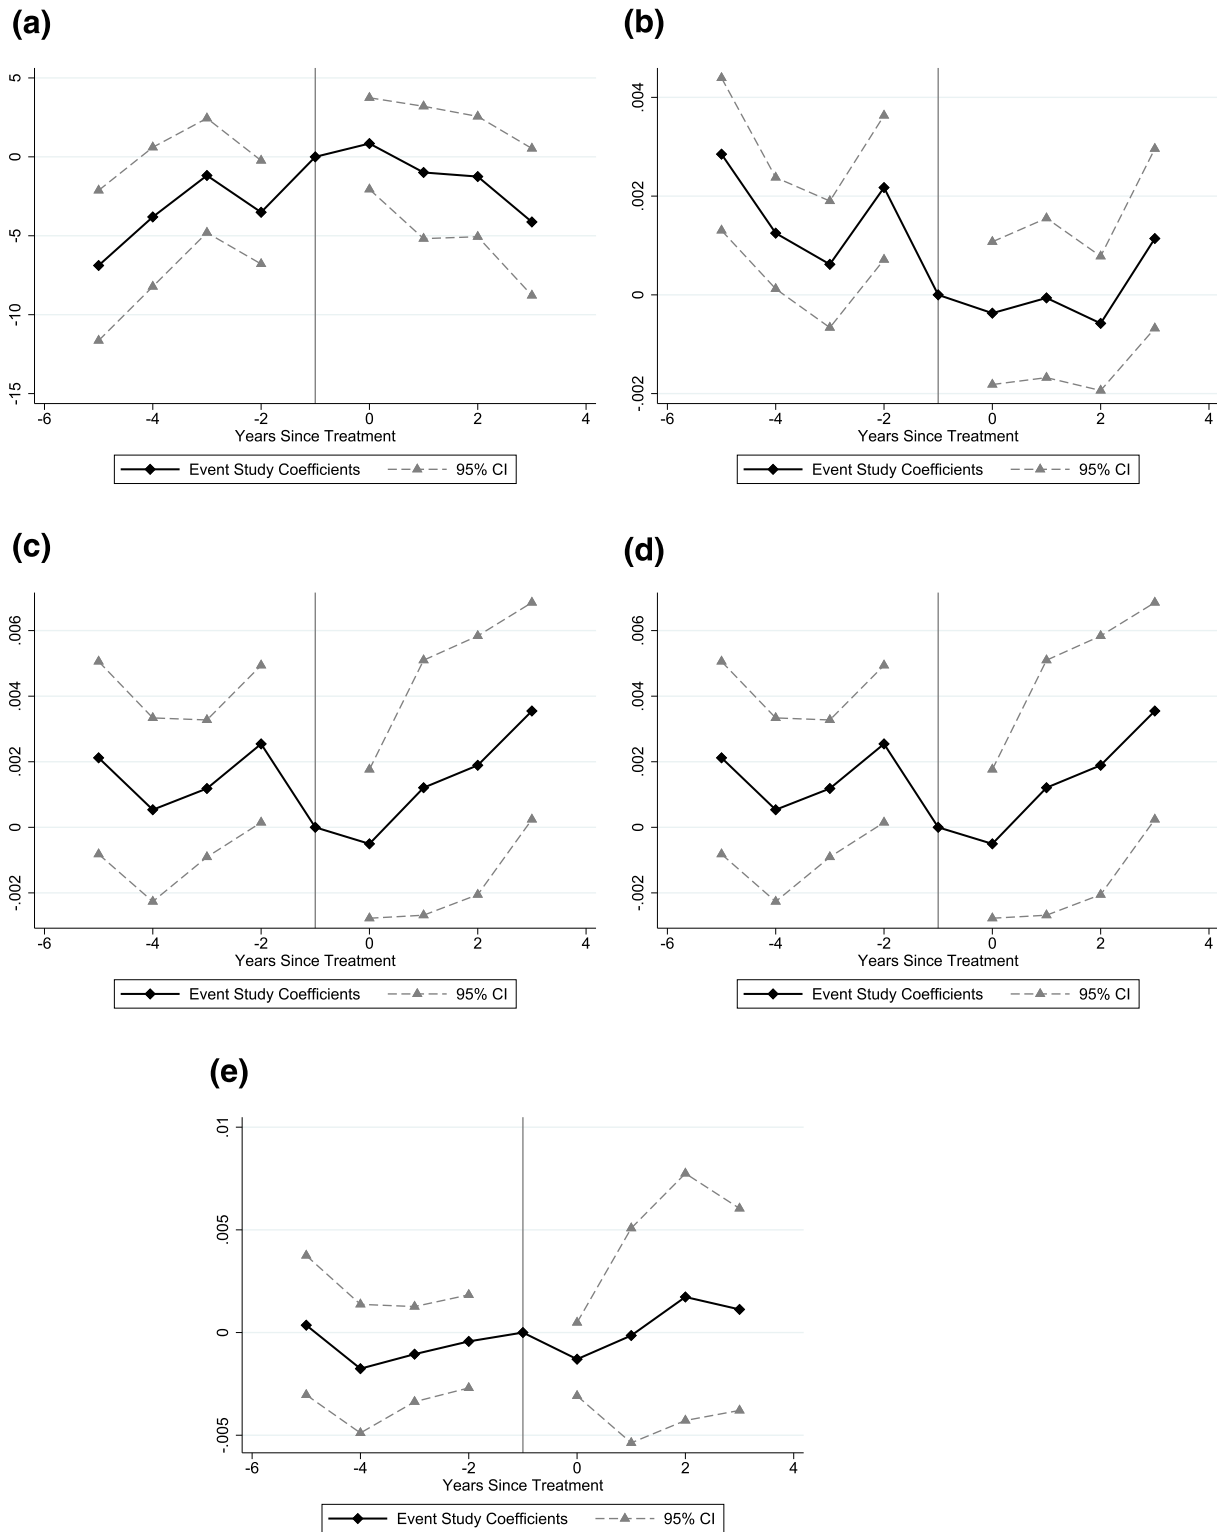 (a)
5
0
-5
-10
-15
-6 -4 -2 0 2 4
Years Since Treatment
Event Study Coefficients 95% CI
(b)
.004
.002
0
-.002
-6 -4 -2 0 2 4
Years Since Treatment
Event Study Coefficients 95% CI
(c)
.006
.004
.002
0
-.002
-6 -4 -2 0 2 4
Years Since Treatment
Event Study Coefficients 95% CI
(d)
.006
.004
.002
0
-.002
-6 -4 -2 0 2 4
Years Since Treatment
Event Study Coefficients 95% CI
(e)
.01
.005
0
-.005
-6 -4 -2 0 2 4
Years Since Treatment
Event Study Coefficients 95% CI